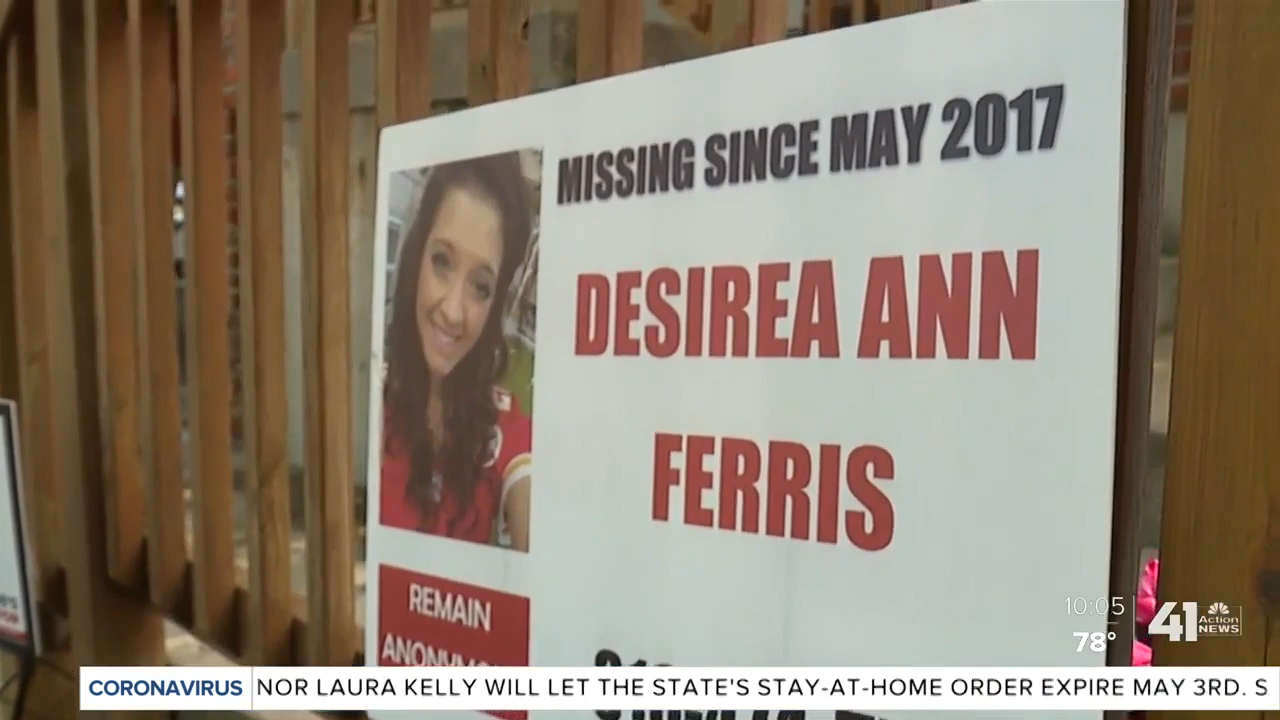 MISSING SINCE MAY 2017
DESIREA ANN
FERRIS
REMAIN
10:05
78°
41 Action
NEWS
CORONAVIRUS NOR LAURA KELLY WILL LET THE STATE'S STAY-AT-HOME ORDER EXPIRE MAY 3RD. S